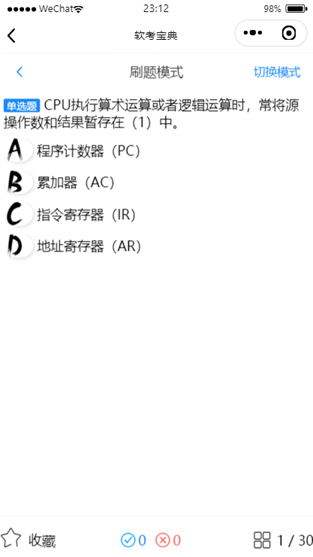 WeChat 23:12 98%
软考宝典
刷题模式 切换模式
单选题 CPU执行算术运算或者逻辑运算时，常将源
操作数和结果暂存在（1）中。
A 程序计数器（PC）
B 累加器（AC）
C 指令寄存器（IR）
D 地址寄存器（AR）
收藏 0 0 1 / 30